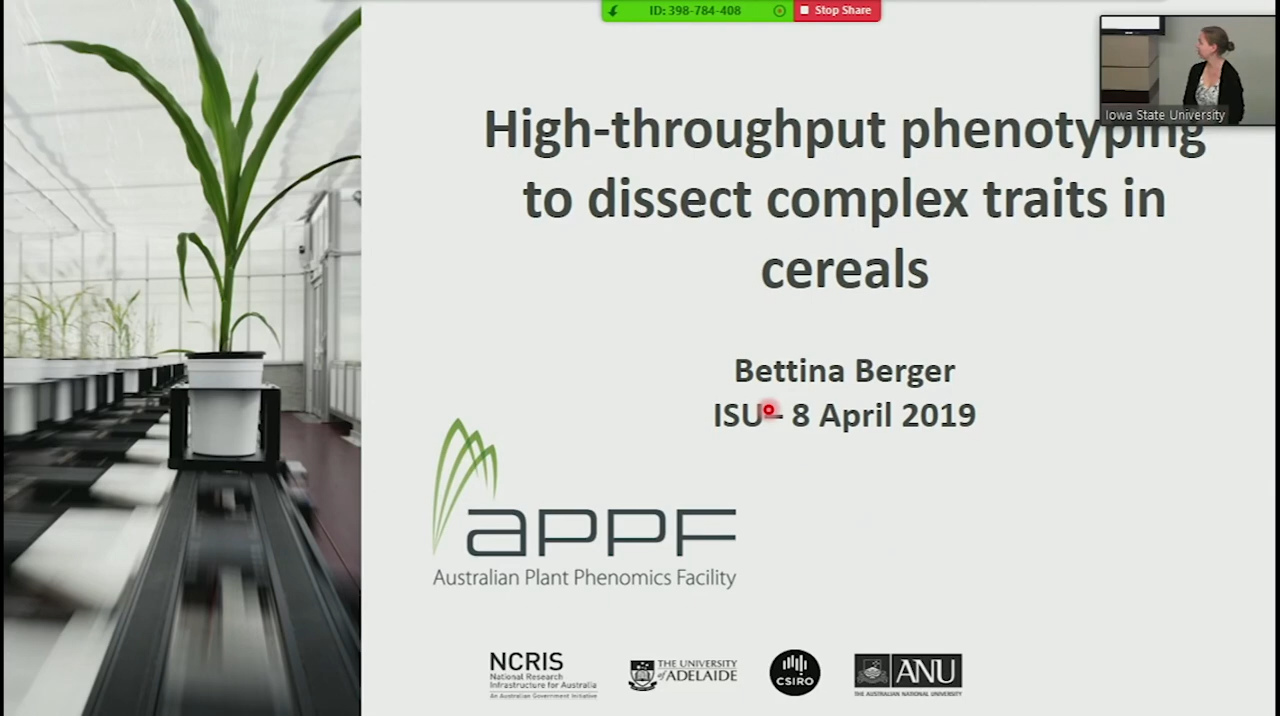 ID: 398-784-408
Stop Share
Iowa State University
High-throughput phenotyping
to dissect complex traits in
cereals
Bettina Berger
ISU – 8 April 2019
aPPF
Australian Plant Phenomics Facility
NCRIS
National Research
Infrastructure for Australia
An Australian Government Initiative
THE UNIVERSITY
of ADELAIDE
CSIRO
ANU
THE AUSTRALIAN NATIONAL UNIVERSITY